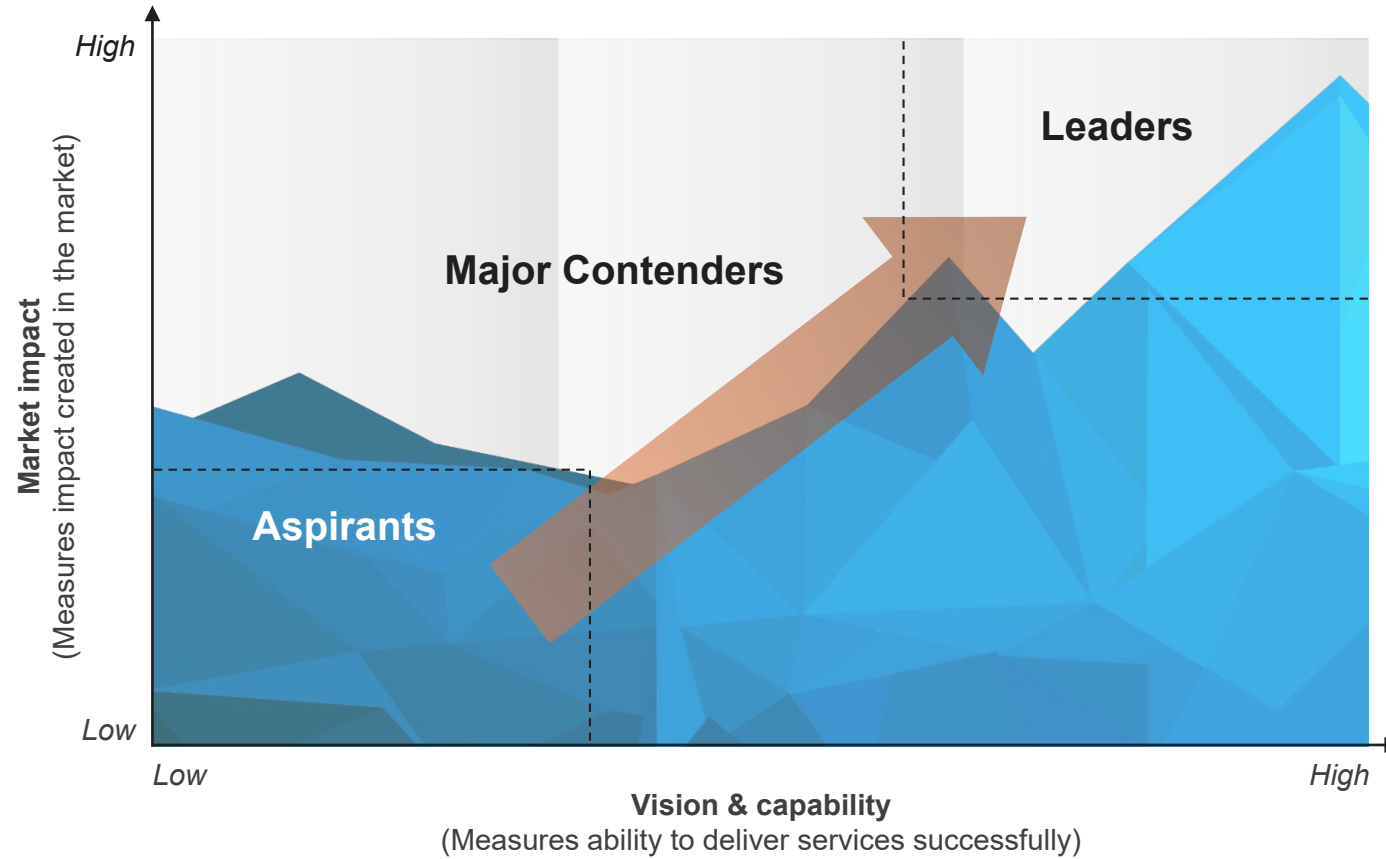 High
Leaders
Major Contenders
Market impact
(Measures impact created in the market)
Aspirants
Low
Low
High
Vision & capability
(Measures ability to deliver services successfully)